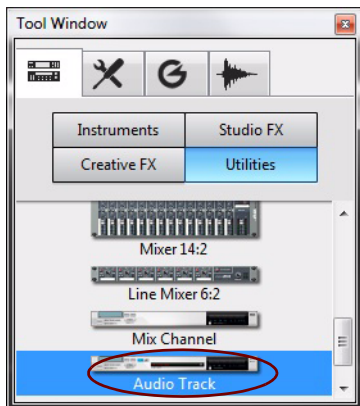 Tool Window
Instruments Studio FX
Creative FX Utilities
Mixer 14:2
Line Mixer 6:2
Mix Channel
Audio Track